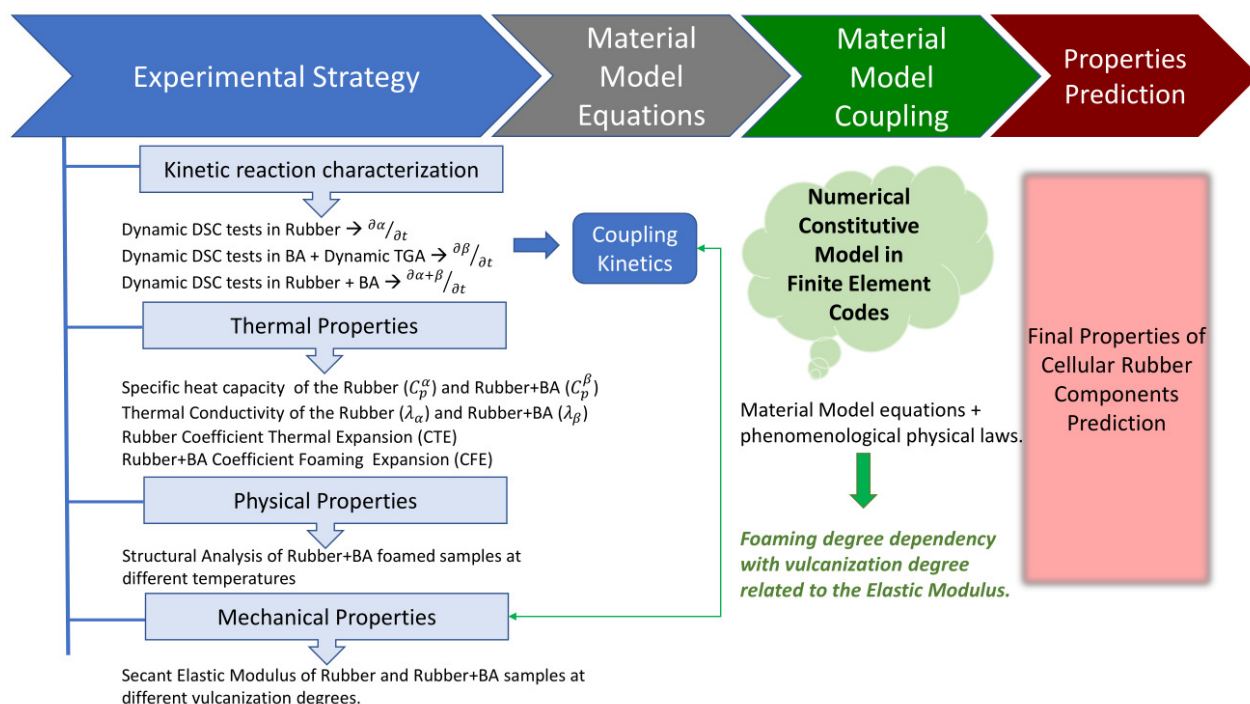 Experimental Strategy
Material
Model
Equations
Material
Model
Coupling
Properties
Prediction
Kinetic reaction characterization
Dynamic DSC tests in Rubber → ∂α/∂t
Dynamic DSC tests in BA + Dynamic TGA → ∂β/∂t
Dynamic DSC tests in Rubber + BA → ∂α+β/∂t
Coupling
Kinetics
Thermal Properties
Specific heat capacity of the Rubber (C_p^α) and Rubber+BA (C_p^β)
Thermal Conductivity of the Rubber (λ_α) and Rubber+BA (λ_β)
Rubber Coefficient Thermal Expansion (CTE)
Rubber+BA Coefficient Foaming Expansion (CFE)
Physical Properties
Structural Analysis of Rubber+BA foamed samples at
different temperatures
Mechanical Properties
Secant Elastic Modulus of Rubber and Rubber+BA samples at
different vulcanization degrees.
Numerical
Constitutive
Model in
Finite Element
Codes
Material Model equations +
phenomenological physical laws.
Foaming degree dependency
with vulcanization degree
related to the Elastic Modulus.
Final Properties of
Cellular Rubber
Components
Prediction